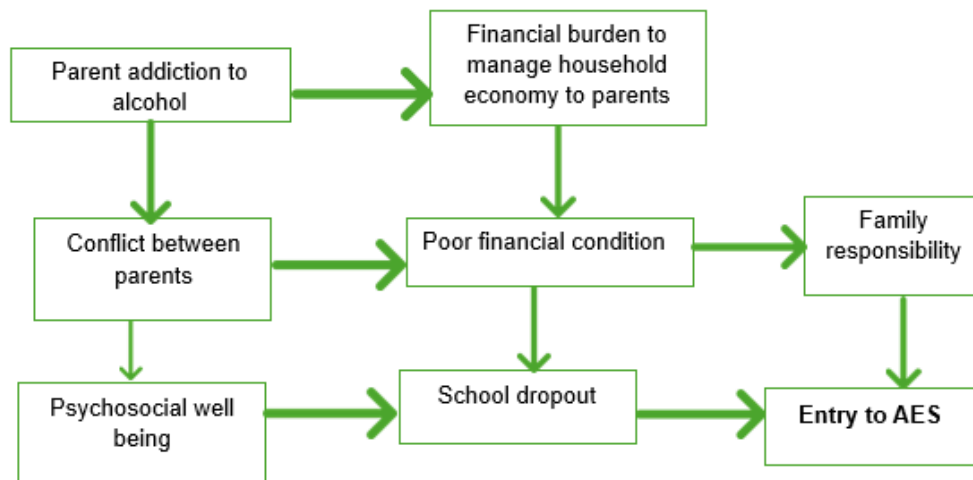 Parent addiction to
alcohol
Financial burden to
manage household
economy to parents
Conflict between
parents
Poor financial condition
Family
responsibility
Psychosocial well
being
School dropout
Entry to AES